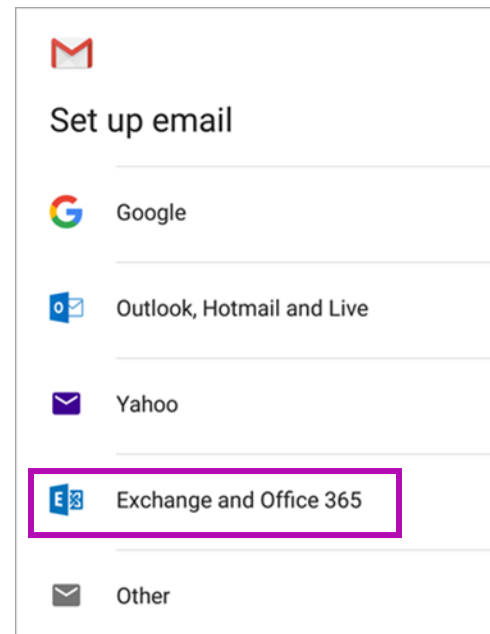 Set up email
Google
Outlook, Hotmail and Live
Yahoo
Exchange and Office 365
Other